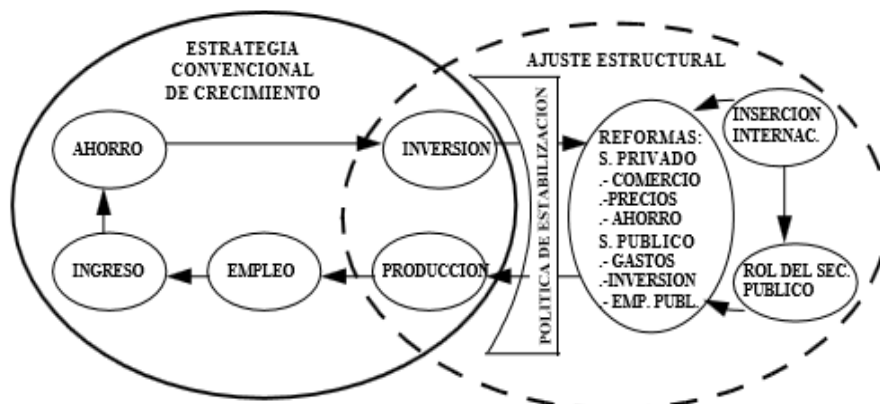 ESTRATEGIA
CONVENCIONAL
DE CRECIMIENTO
AJUSTE ESTRUCTURAL
AHORRO
INVERSION
INGRESO
EMPLEO
PRODUCCION
POLITICA DE ESTABILIZACION
REFORMAS:
S. PRIVADO
.- COMERCIO
.-PRECIOS
.- AHORRO
S. PUBLICO
.- GASTOS
.-INVERSION
.- EMP. PUBL.
INSERCION
INTERNAC.
ROL DEL SEC.
PUBLICO